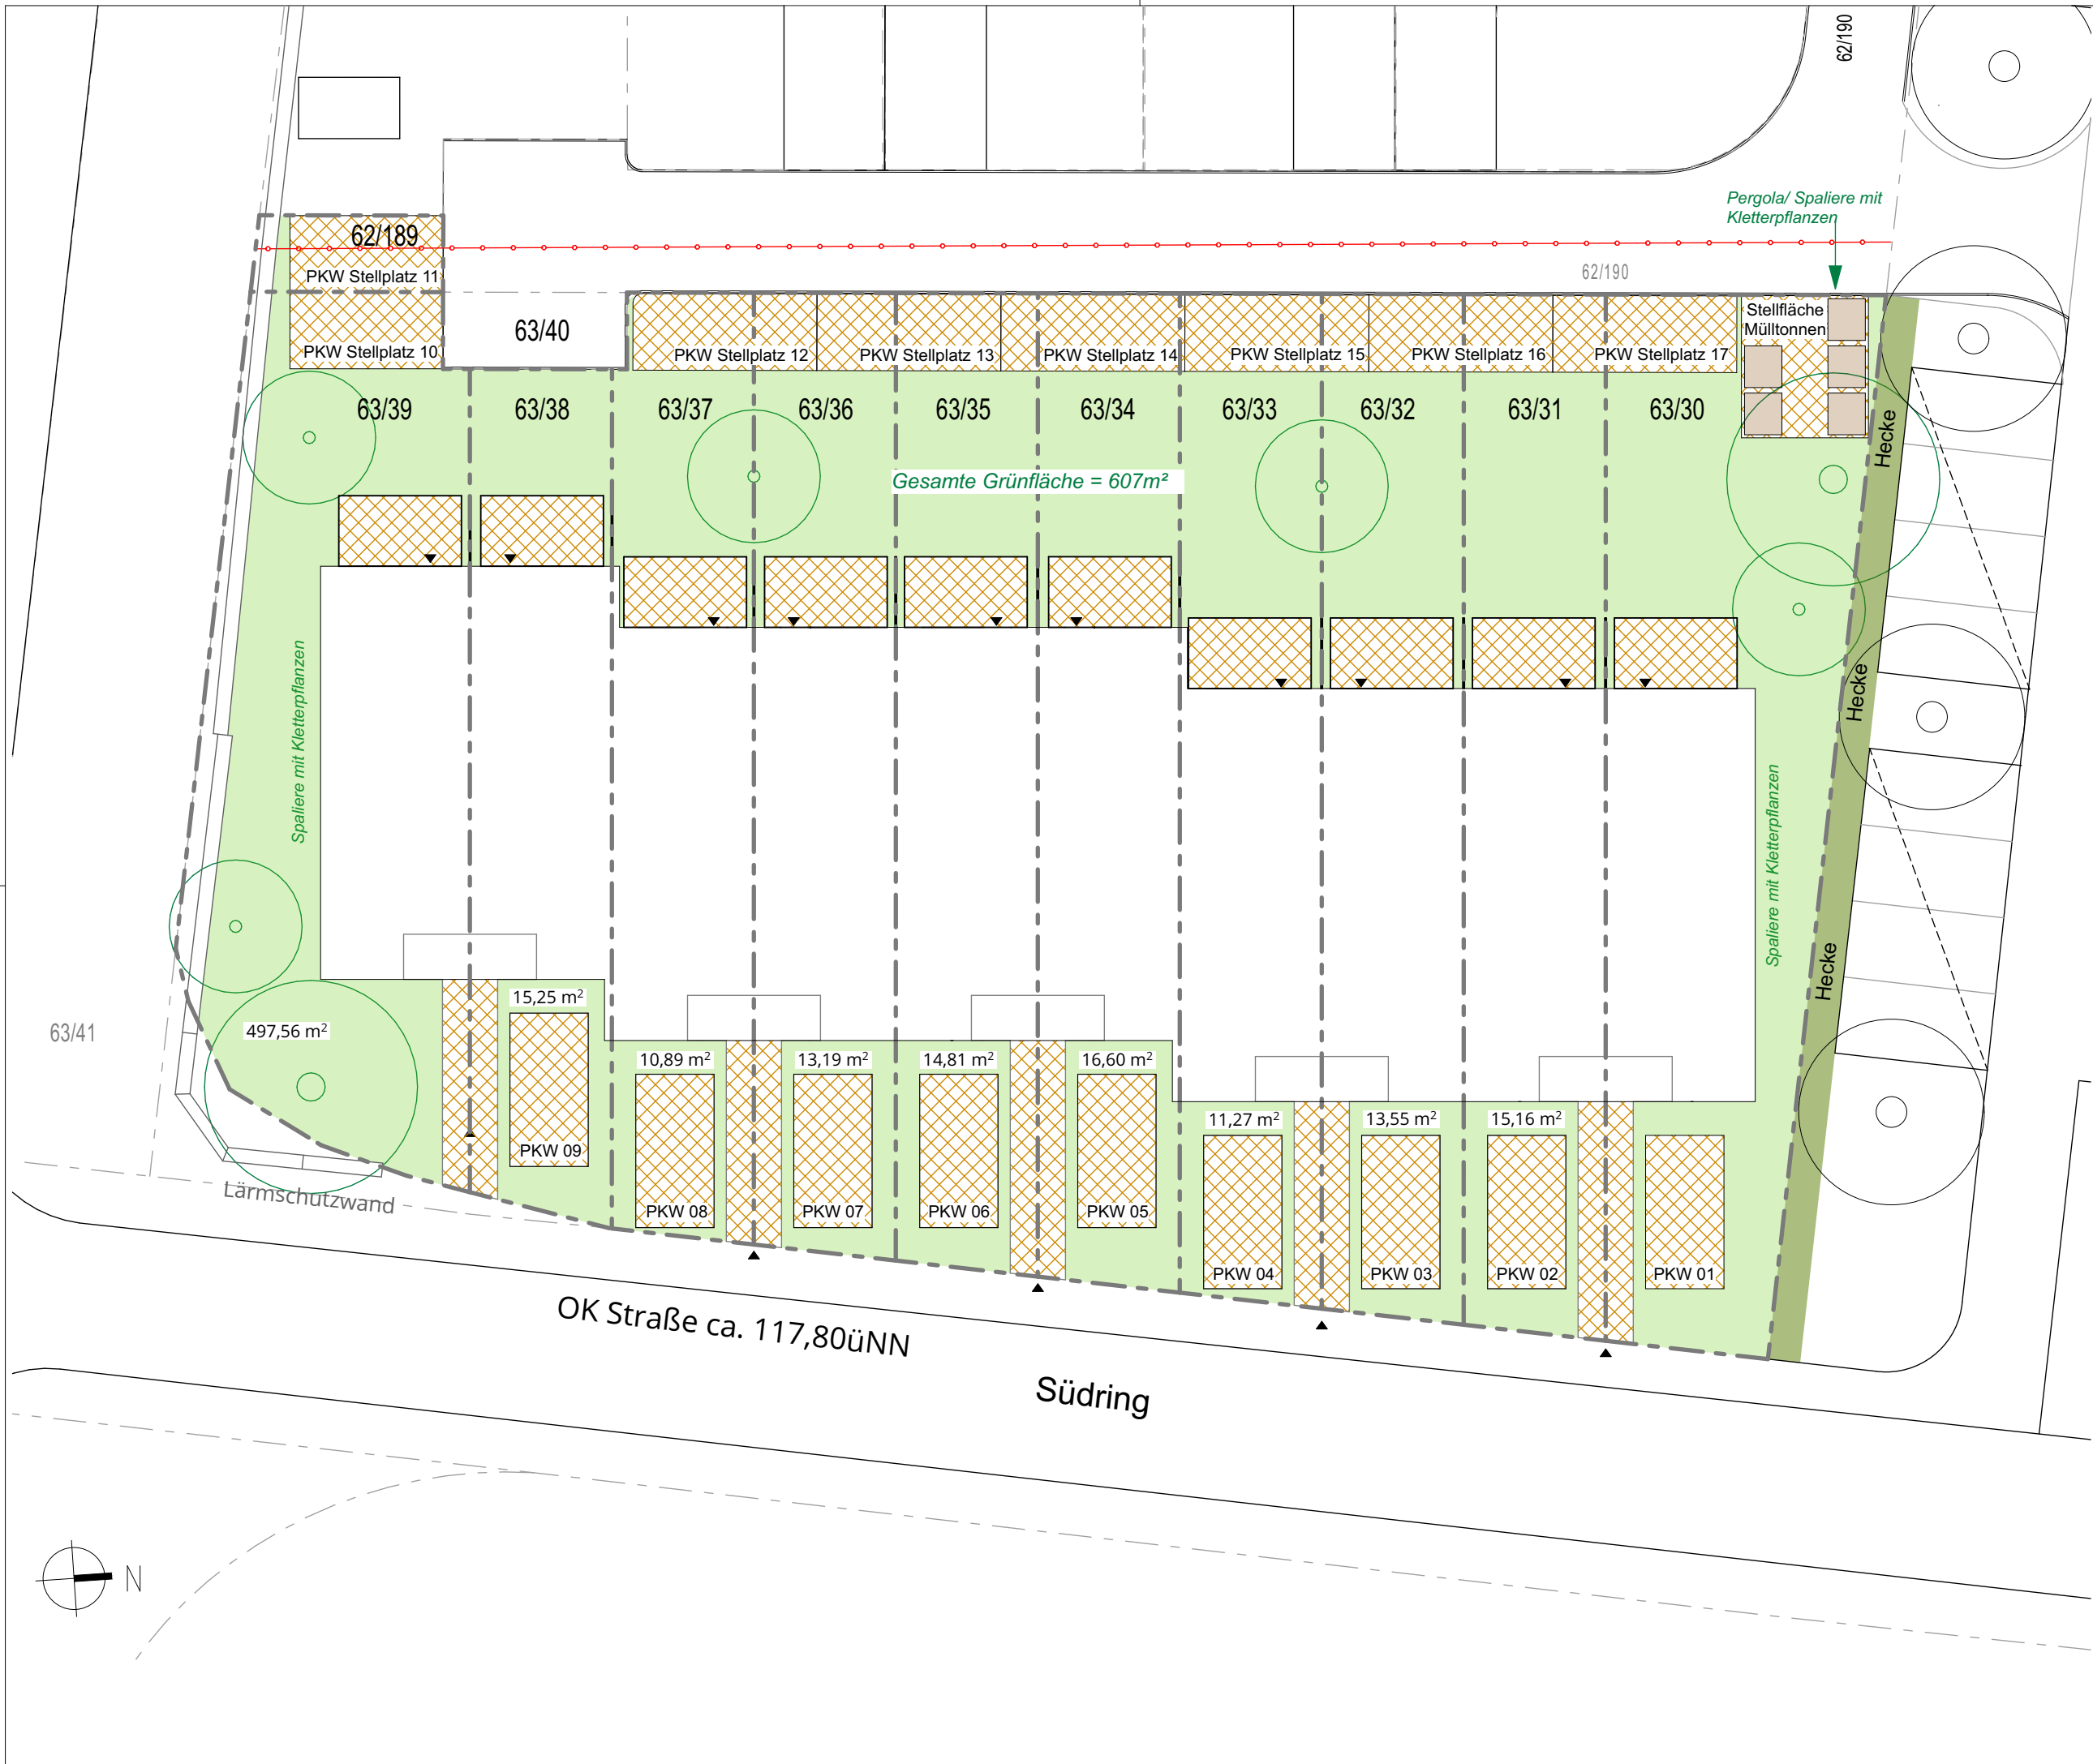 62/190
Pergola/ Spaliere mit
Kletterpflanzen
62/189
PKW Stellplatz 11
62/190
63/40
Stellfläche
Mülltonnen
PKW Stellplatz 10
PKW Stellplatz 12
PKW Stellplatz 13
PKW Stellplatz 14
PKW Stellplatz 15
PKW Stellplatz 16
PKW Stellplatz 17
63/39
63/38
63/37
63/36
63/35
63/34
63/33
63/32
63/31
63/30
Hecke
Gesamte Grünfläche = 607m²
Hecke
Spaliere mit Kletterpflanzen
Spaliere mit Kletterpflanzen
Hecke
15,25 m²
497,56 m²
63/41
10,89 m²
13,19 m²
14,81 m²
16,60 m²
11,27 m²
13,55 m²
15,16 m²
PKW 09
PKW 08
PKW 07
PKW 06
PKW 05
PKW 04
PKW 03
PKW 02
PKW 01
Lärmschutzwand
OK Straße ca. 117,80üNN
Südring
N